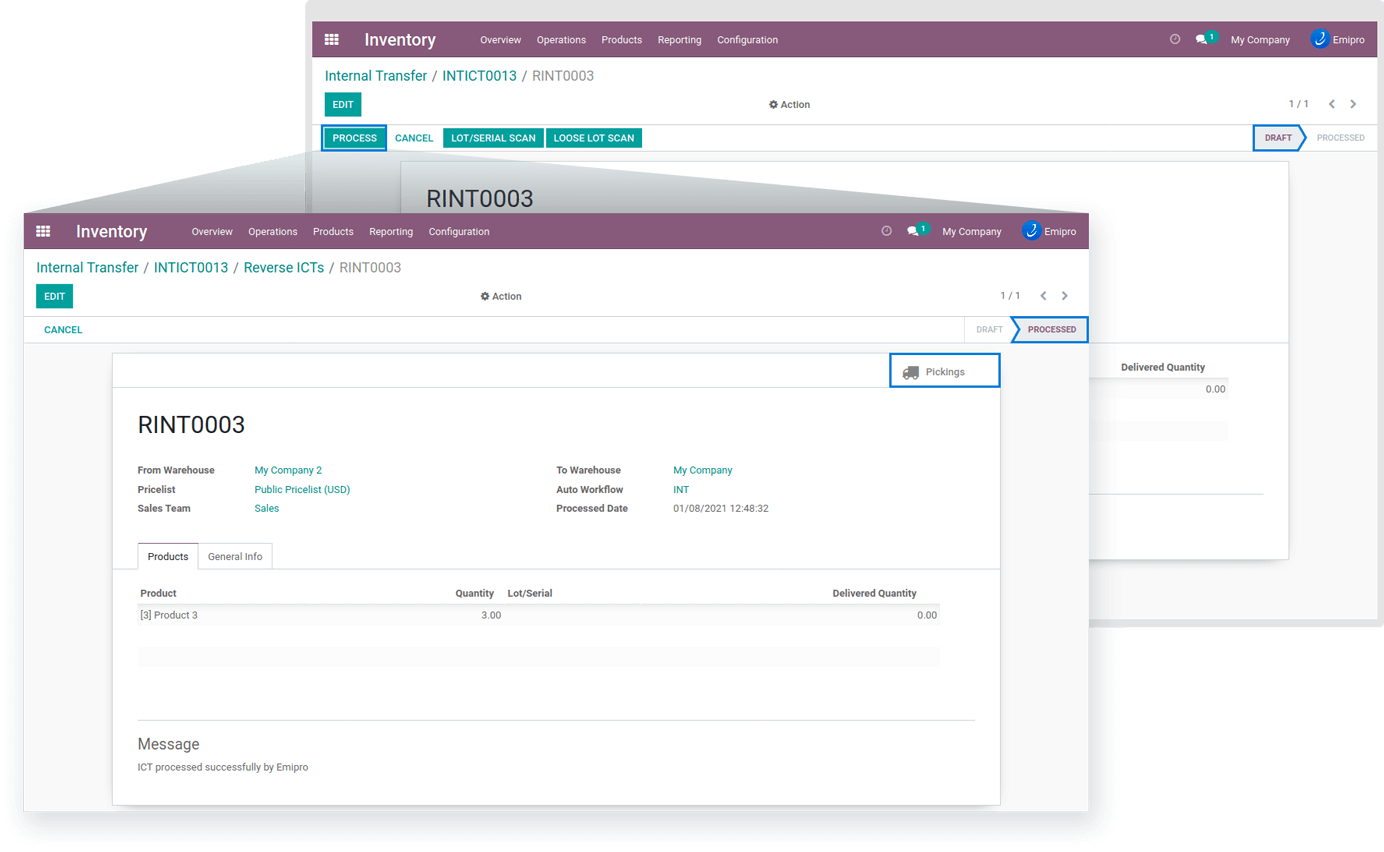 Inventory Overview Operations Products Reporting Configuration 1 My Company Emipro
Internal Transfer / INTICT0013 / RINT0003
EDIT Action 1 / 1
PROCESS CANCEL LOT/SERIAL SCAN LOOSE LOT SCAN DRAFT PROCESSED
RINT0003
Delivered Quantity
0.00
Inventory Overview Operations Products Reporting Configuration 1 My Company Emipro
Internal Transfer / INTICT0013 / Reverse ICTs / RINT0003
EDIT Action 1 / 1
CANCEL DRAFT PROCESSED
Pickings
RINT0003
From Warehouse My Company 2 To Warehouse My Company
Pricelist Public Pricelist (USD) Auto Workflow INT
Sales Team Sales Processed Date 01/08/2021 12:48:32
Products General Info
Product Quantity Lot/Serial Delivered Quantity
[3] Product 3 3.00 0.00
Message
ICT processed successfully by Emipro